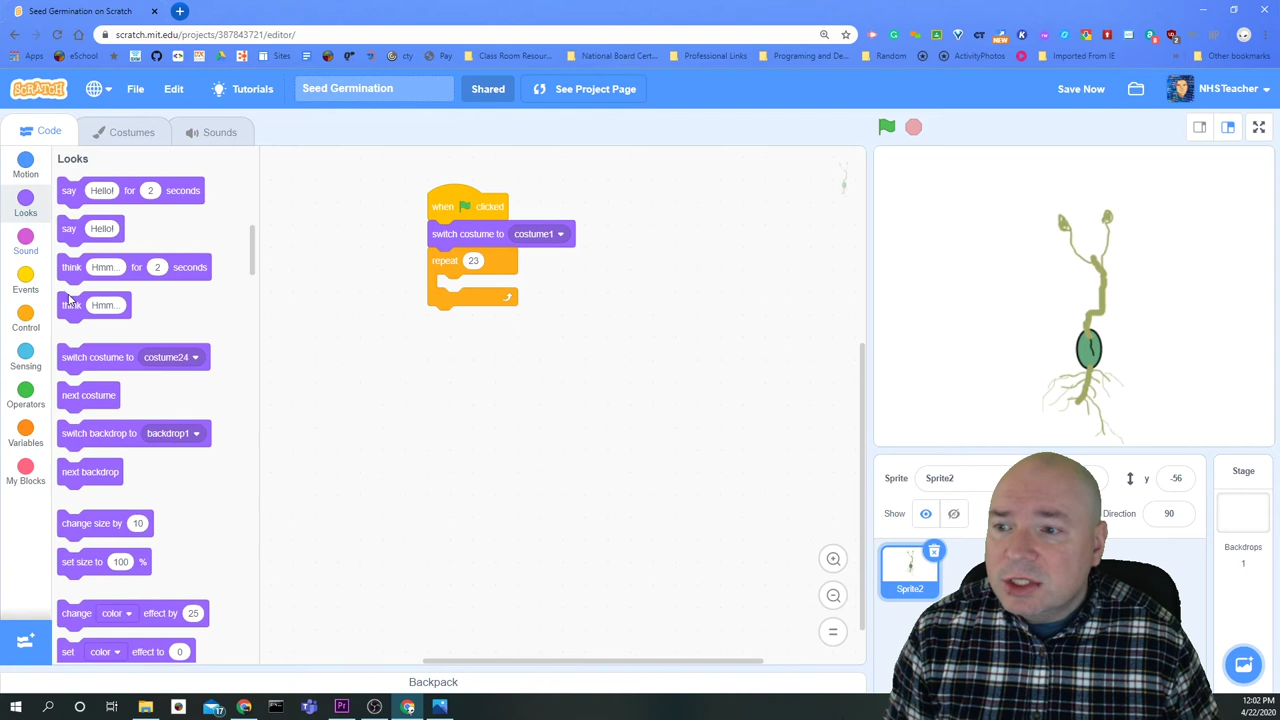 Seed Germination on Scratch
scratch.mit.edu/projects/387843721/editor/
Apps
eSchool
Sites
cty
Pay
Class Room Resour...
National Board Cert...
Professional Links
Programing and De...
Random
ActivityPhotos
Imported From IE
Other bookmarks
NEW
SCRATCH
File
Edit
Tutorials
Seed Germination
Shared
See Project Page
Save Now
NHSTeacher
Code
Costumes
Sounds
Motion
Looks
Sound
Events
Control
Sensing
Operators
Variables
My Blocks
Looks
say Hello! for 2 seconds
say Hello!
think Hmm... for 2 seconds
think Hmm...
switch costume to costume24
next costume
switch backdrop to backdrop1
next backdrop
change size by 10
set size to 100 %
change color effect by 25
set color effect to 0
when clicked
switch costume to costume1
repeat 23
Sprite
Sprite2
y
-56
Show
Direction
90
Sprite2
Stage
Backdrops
1
Backpack
12:02 PM
4/22/2020